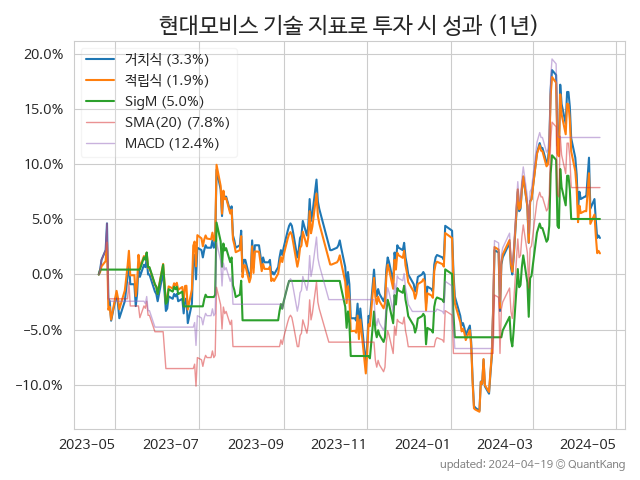 현대모비스 기술 지표로 투자 시 성과 (1년)
거치식 (3.3%)
적립식 (1.9%)
SigM (5.0%)
SMA(20) (7.8%)
MACD (12.4%)
20.0%
15.0%
10.0%
5.0%
0.0%
−5.0%
−10.0%
2023-05 2023-07 2023-09 2023-11 2024-01 2024-03 2024-05
updated: 2024-04-19 © QuantKang